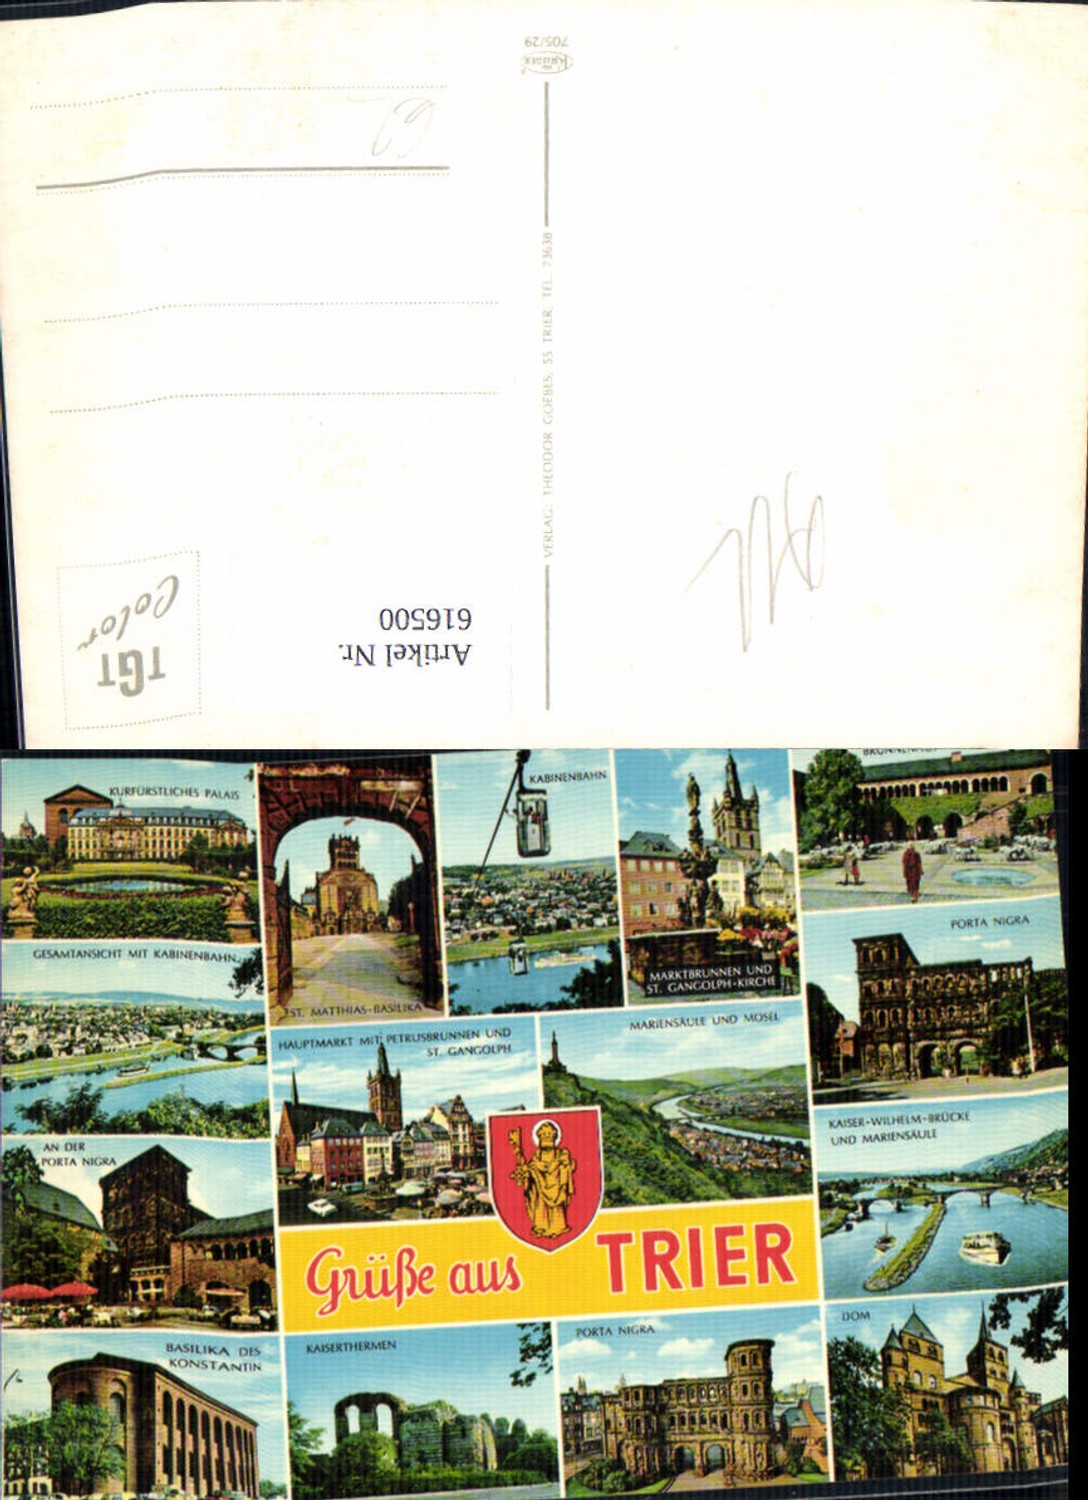 705/29
KRÜGER
VERLAG: THEODOR GOEBEL, 55 TRIER, TEL. 73638
Artikel Nr.
616500
TGT
Color
KURFÜRSTLICHES PALAIS
KABINENBAHN
ST. MATTHIAS-BASILIKA
MARKTBRUNNEN UND
ST. GANGOLPH-KIRCHE
PORTA NIGRA
GESAMTANSICHT MIT KABINENBAHN
HAUPTMARKT MIT PETRUSBRUNNEN UND
ST. GANGOLPH
MARIENSÄULE UND MOSEL
KAISER-WILHELM-BRÜCKE
UND MARIENSÄULE
AN DER
PORTA NIGRA
Grüße aus TRIER
BASILIKA DES
KONSTANTIN
KAISERTHERMEN
PORTA NIGRA
DOM